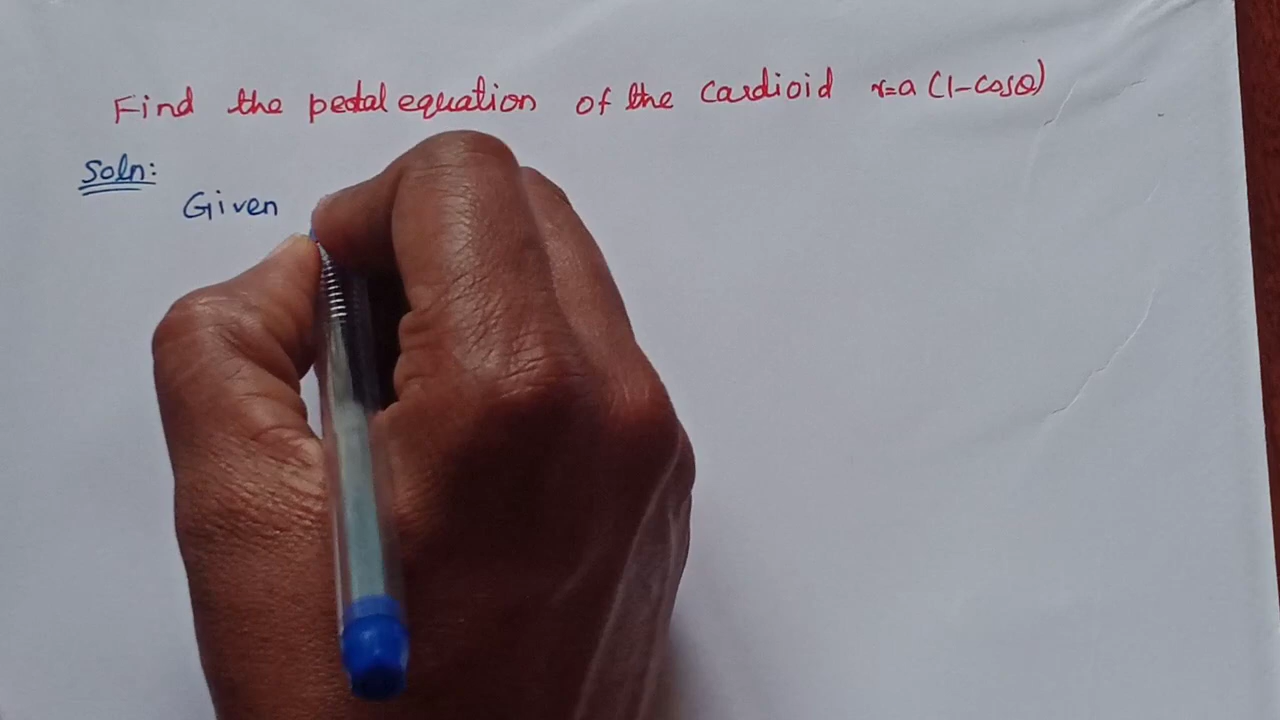 Find the pedal equation of the cardioid r=a(1-cosθ)
Soln:
Given